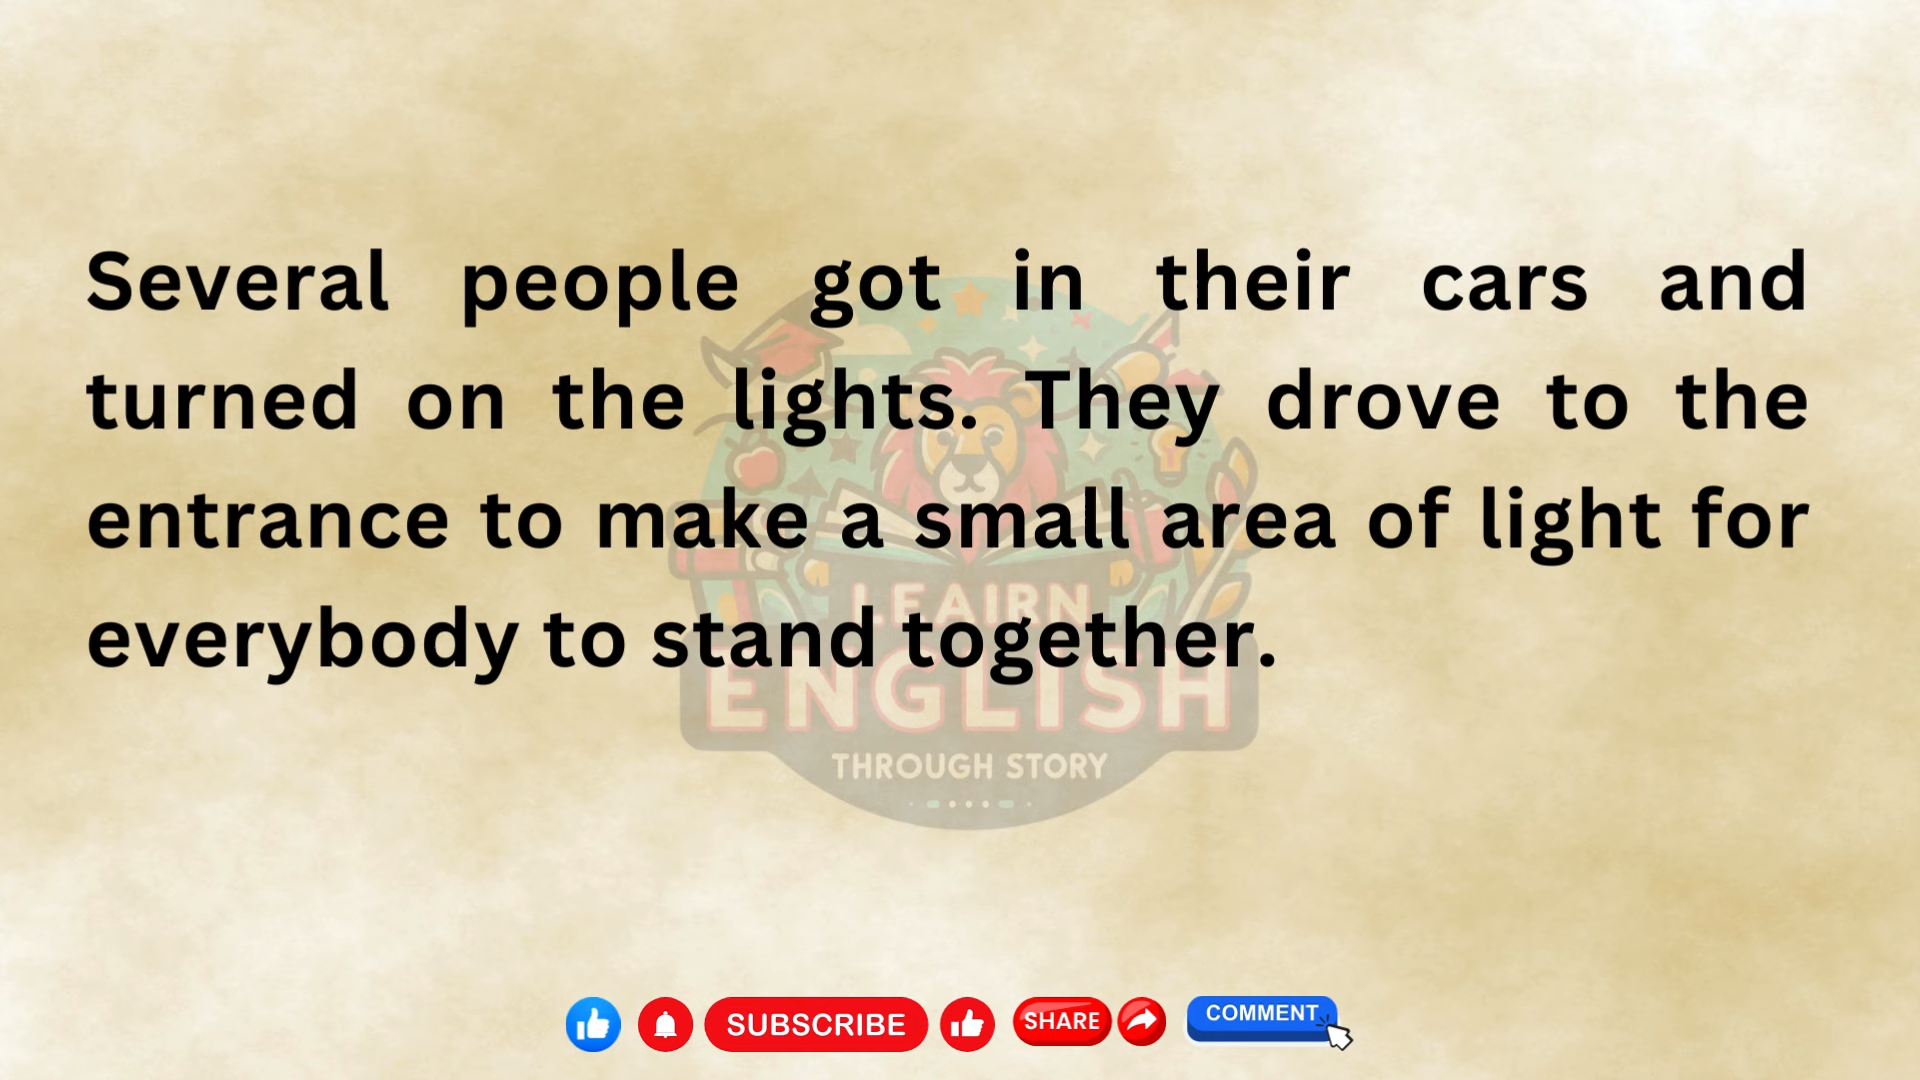 Several people got in their cars and
turned on the lights. They drove to the
entrance to make a small area of light for
everybody to stand together.
LEAIRN
ENGLISH
THROUGH STORY
SUBSCRIBE
SHARE
COMMENT